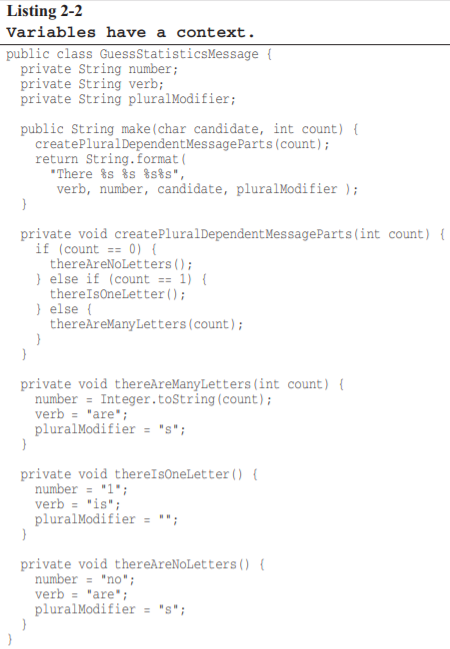 Listing 2-2
Variables have a context.
public class GuessStatisticsMessage {
  private String number;
  private String verb;
  private String pluralModifier;

  public String make(char candidate, int count) {
    createPluralDependentMessageParts(count);
    return String.format(
      "There %s %s %s%s",
       verb, number, candidate, pluralModifier );
  }

  private void createPluralDependentMessageParts(int count) {
    if (count == 0) {
      thereAreNoLetters();
    } else if (count == 1) {
      thereIsOneLetter();
    } else {
      thereAreManyLetters(count);
    }
  }

  private void thereAreManyLetters(int count) {
    number = Integer.toString(count);
    verb = "are";
    pluralModifier = "s";
  }

  private void thereIsOneLetter() {
    number = "1";
    verb = "is";
    pluralModifier = "";
  }

  private void thereAreNoLetters() {
    number = "no";
    verb = "are";
    pluralModifier = "s";
  }
}